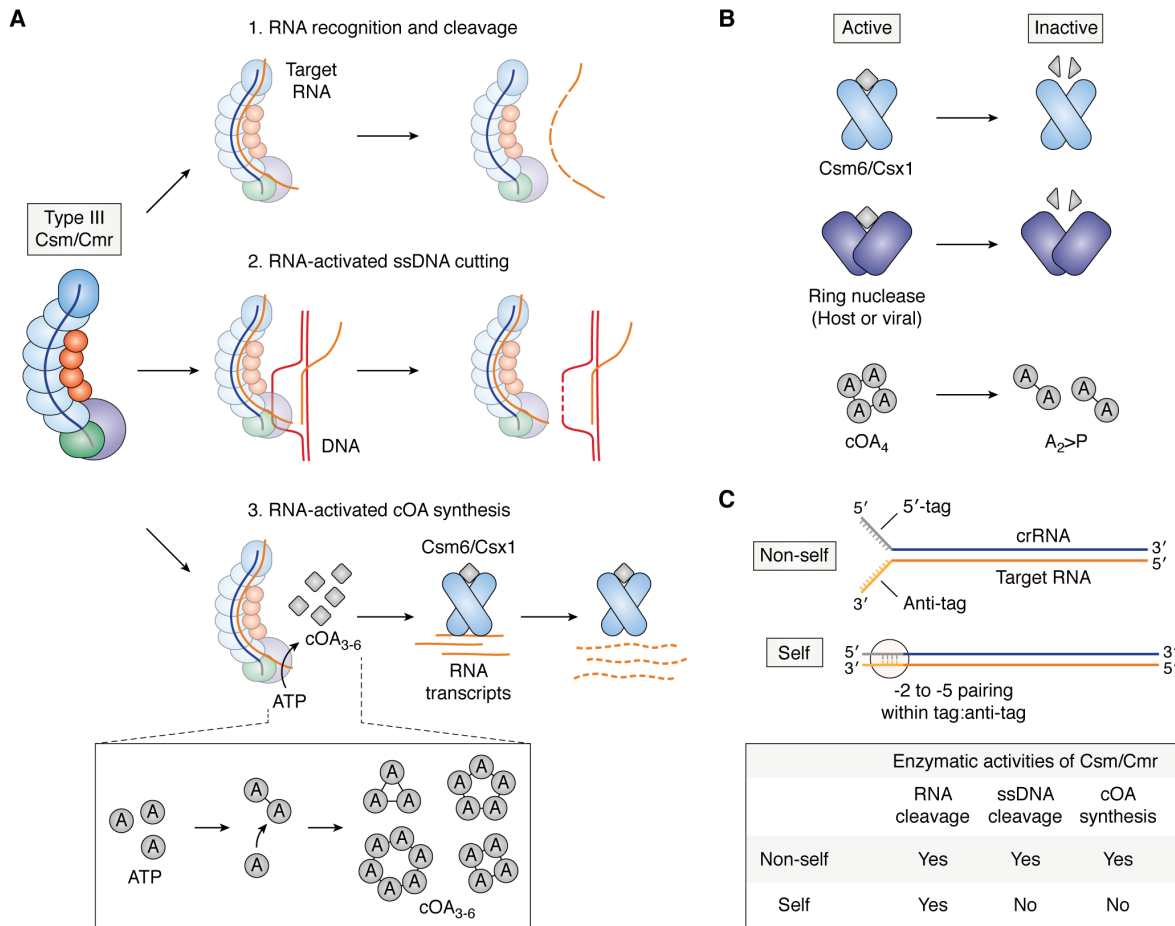 A
1. RNA recognition and cleavage
Target
RNA
Type III
Csm/Cmr
2. RNA-activated ssDNA cutting
DNA
3. RNA-activated cOA synthesis
Csm6/Csx1
cOA3-6
RNA
transcripts
ATP
A A
A
ATP
A
A
A
A
A A
A
A A
A A
A
A A
A A
A A
A
A A
cOA3-6
B
Active
Inactive
Csm6/Csx1
Ring nuclease
(Host or viral)
A A
A A
cOA4
A A
A A
A2>P
C
5′
5′-tag
Non-self
crRNA
3′
5′
Target RNA
3′
Anti-tag
Self
5′ 3′
3′ 5′
-2 to -5 pairing
within tag:anti-tag
Enzymatic activities of Csm/Cmr
RNA ssDNA cOA
cleavage cleavage synthesis
Non-self Yes Yes Yes
Self Yes No No